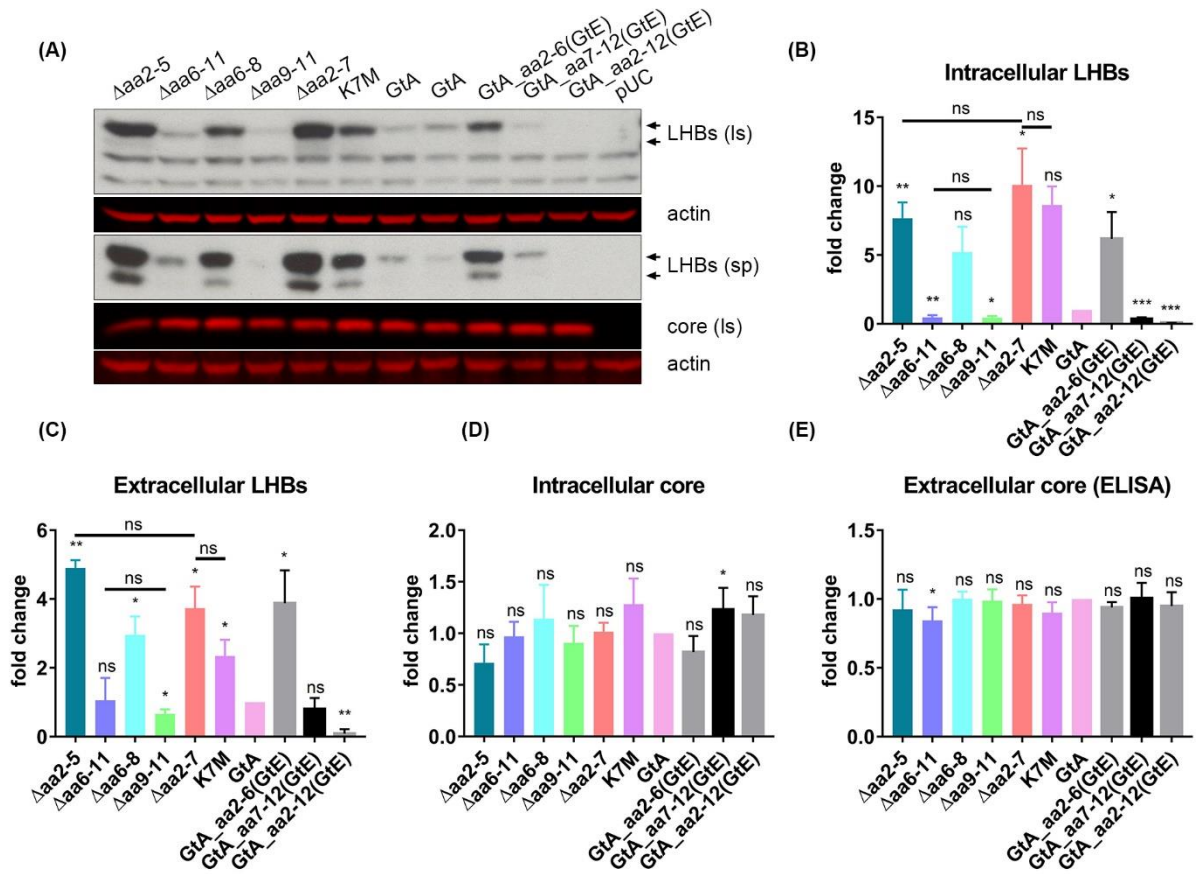 (A)
Δaa2-5
Δaa6-11
Δaa6-8
Δaa9-11
Δaa2-7
K7M
GtA
GtA
GtA_aa2-6(GtE)
GtA_aa7-12(GtE)
GtA_aa2-12(GtE)
pUC
LHBs (ls)
actin
LHBs (sp)
core (ls)
actin
(B)
Intracellular LHBs
fold change
15
10
5
0
** ** ns * * ns ns ns ns * *** ***
Δaa2-5
Δaa6-11
Δaa6-8
Δaa9-11
Δaa2-7
K7M
GtA
GtA_aa2-6(GtE)
GtA_aa7-12(GtE)
GtA_aa2-12(GtE)
(C)
Extracellular LHBs
fold change
6
4
2
0
** ns ns ns * * * ns * * ns **
Δaa2-5
Δaa6-11
Δaa6-8
Δaa9-11
Δaa2-7
K7M
GtA
GtA_aa2-6(GtE)
GtA_aa7-12(GtE)
GtA_aa2-12(GtE)
(D)
Intracellular core
fold change
2.0
1.5
1.0
0.5
0.0
ns ns ns ns ns ns ns * ns
Δaa2-5
Δaa6-11
Δaa6-8
Δaa9-11
Δaa2-7
K7M
GtA
GtA_aa2-6(GtE)
GtA_aa7-12(GtE)
GtA_aa2-12(GtE)
(E)
Extracellular core (ELISA)
fold change
1.5
1.0
0.5
0.0
ns * ns ns ns ns ns ns ns
Δaa2-5
Δaa6-11
Δaa6-8
Δaa9-11
Δaa2-7
K7M
GtA
GtA_aa2-6(GtE)
GtA_aa7-12(GtE)
GtA_aa2-12(GtE)